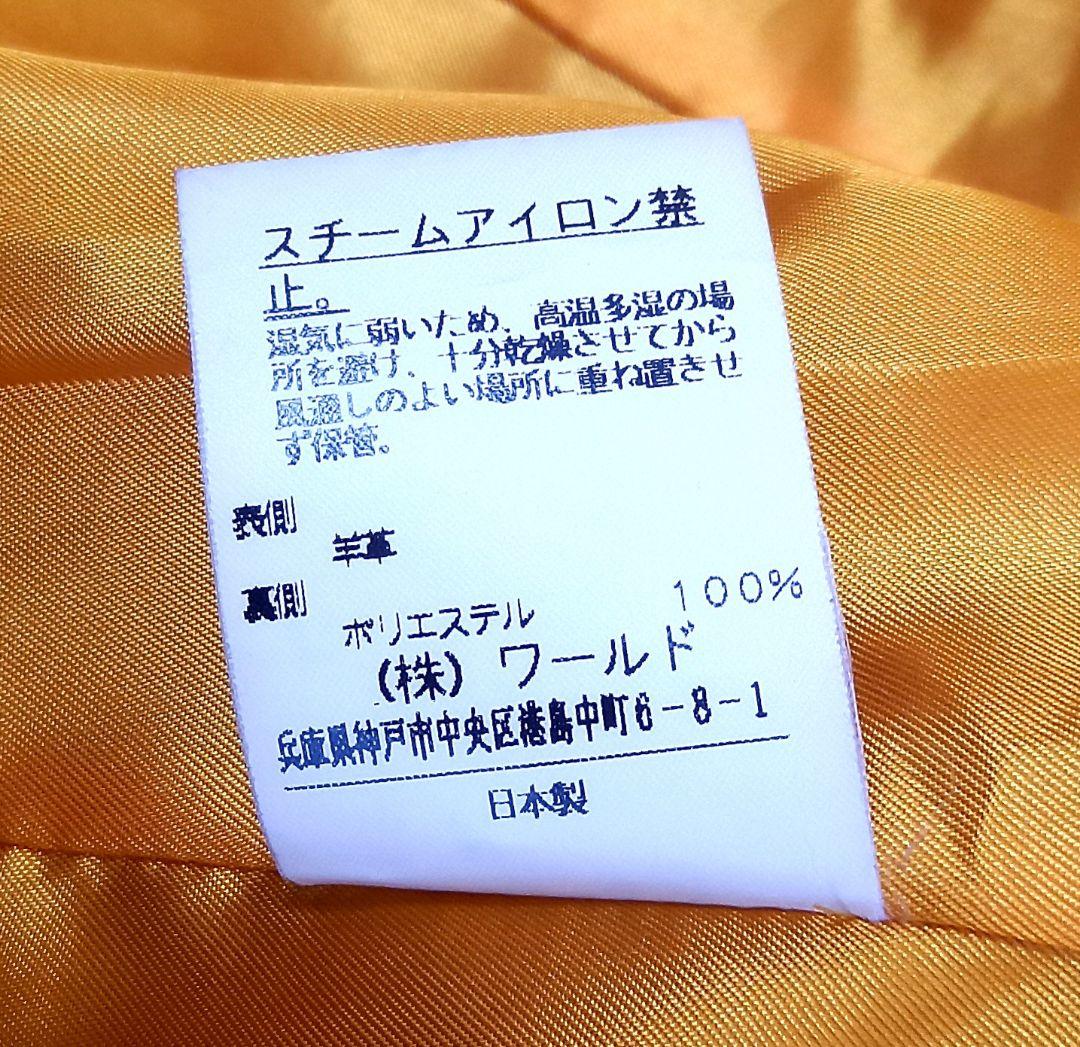 スチームアイロン禁
止。
湿気に弱いため、高温多湿の場
所を避け、十分乾燥させてから
風通しのよい場所に重ね置きせ
ず保管。
表側
羊革
裏側
ポリエステル 100%
(株) ワールド
兵庫県神戸市中央区港島中町6-8-1
日本製